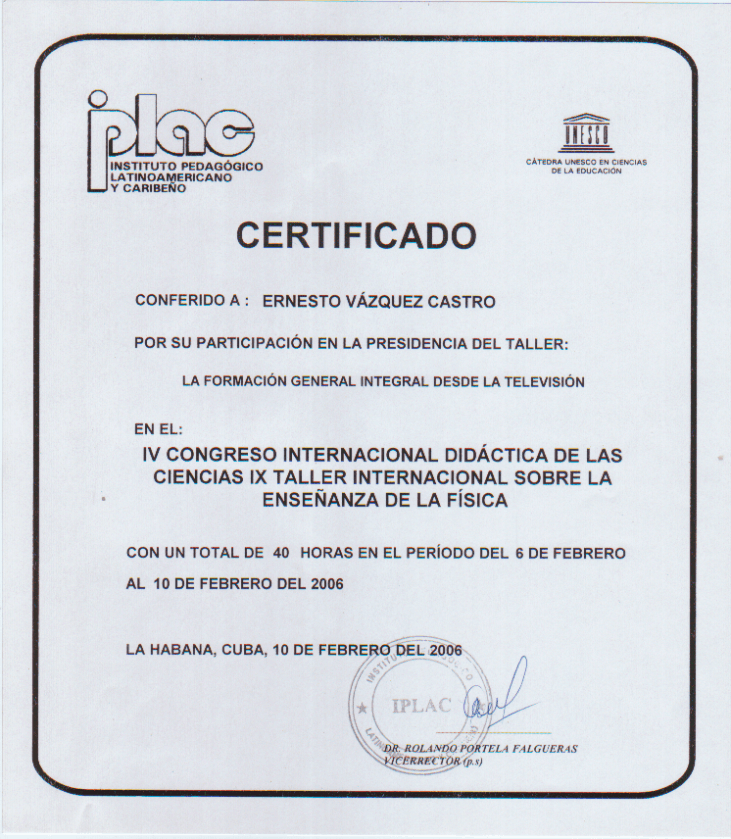 iplac
INSTITUTO PEDAGÓGICO
LATINOAMERICANO
Y CARIBEÑO
UNESCO
CÁTEDRA UNESCO EN CIENCIAS
DE LA EDUCACIÓN
CERTIFICADO
CONFERIDO A : ERNESTO VÁZQUEZ CASTRO
POR SU PARTICIPACIÓN EN LA PRESIDENCIA DEL TALLER:
LA FORMACIÓN GENERAL INTEGRAL DESDE LA TELEVISIÓN
EN EL:
IV CONGRESO INTERNACIONAL DIDÁCTICA DE LAS
CIENCIAS IX TALLER INTERNACIONAL SOBRE LA
ENSEÑANZA DE LA FÍSICA
CON UN TOTAL DE 40 HORAS EN EL PERÍODO DEL 6 DE FEBRERO
AL 10 DE FEBRERO DEL 2006
LA HABANA, CUBA, 10 DE FEBRERO DEL 2006
IPLAC
DR. ROLANDO PORTELA FALGUERAS
VICERRECTOR (p.s)